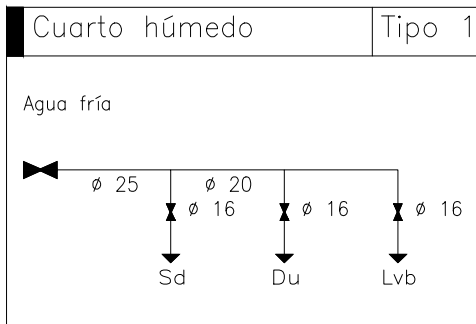 Cuarto húmedo Tipo 1
Agua fría
ø 25 ø 20
ø 16 ø 16 ø 16
Sd Du Lvb